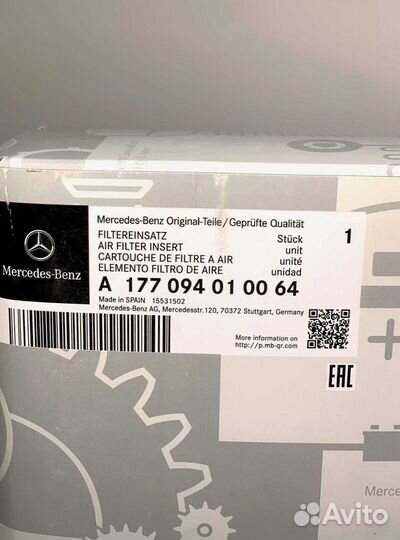 Mercedes-Benz Original-Teile/Geprüfte Qualität
FILTEREINSATZ
AIR FILTER INSERT
CARTOUCHE DE FILTRE A AIR
ELEMENTO FILTRO DE AIRE
Stück
unit
unité
unidad
1
Mercedes-Benz
A 177 094 01 00 64
Made in SPAIN 15531502
Mercedes-Benz AG, Mercedesstr.120, 70372 Stuttgart, Germany
More information on
http://p.mb-qr.com
EAC
Merce
Avito